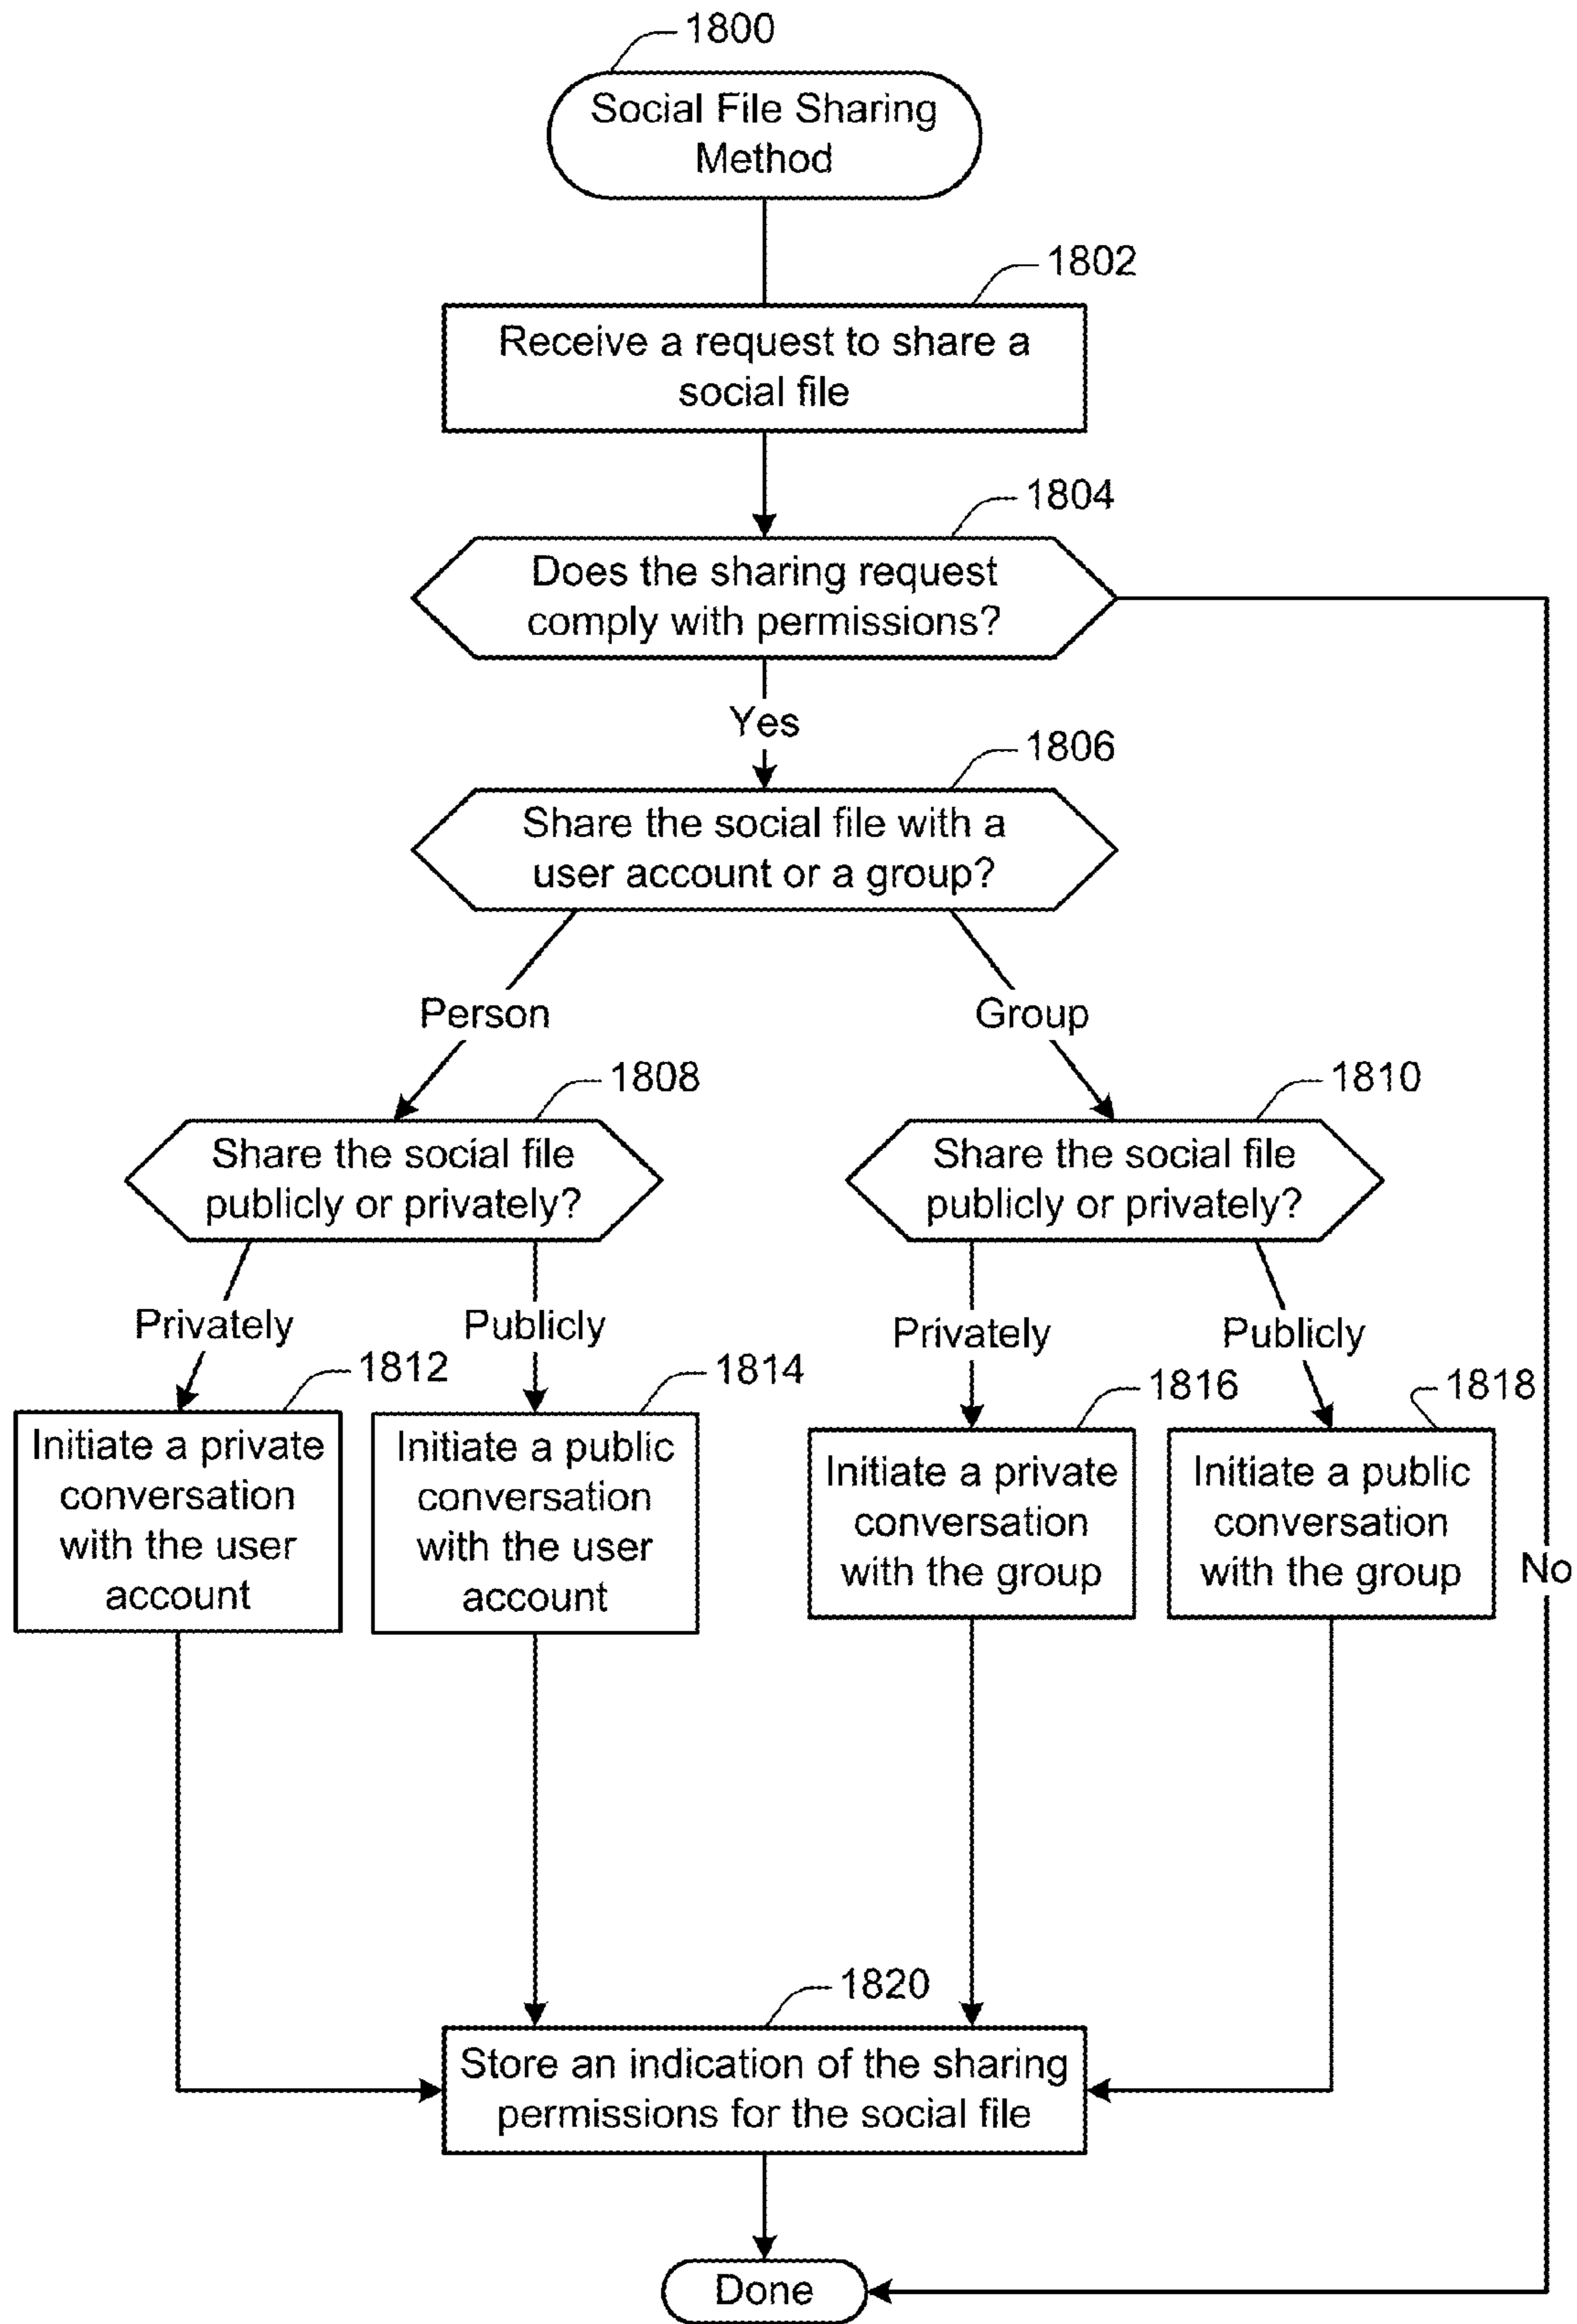 1800
Social File Sharing
Method
1802
Receive a request to share a
social file
1804
Does the sharing request
comply with permissions?
Yes
1806
Share the social file with a
user account or a group?
Person
Group
1808
Share the social file
publicly or privately?
1810
Share the social file
publicly or privately?
Privately
Publicly
Privately
Publicly
1812
Initiate a private
conversation
with the user
account
1814
Initiate a public
conversation
with the user
account
1816
Initiate a private
conversation
with the group
1818
Initiate a public
conversation
with the group
No
1820
Store an indication of the sharing
permissions for the social file
Done